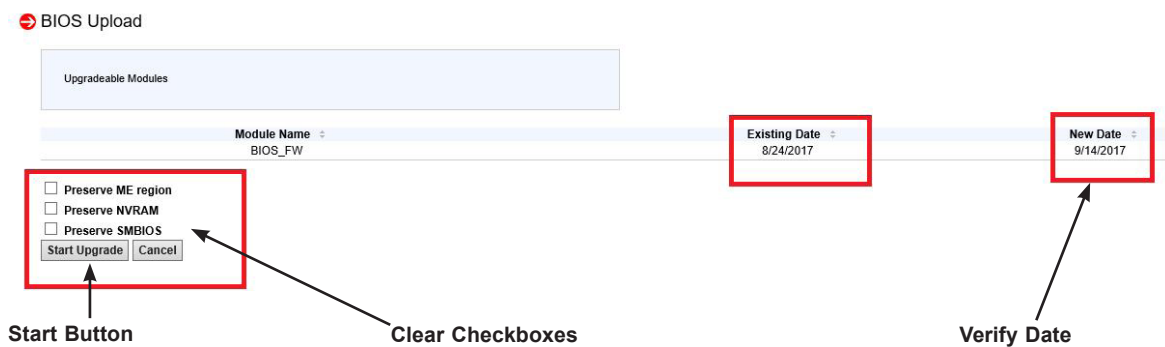 BIOS Upload
Upgradeable Modules
Module Name Existing Date New Date
BIOS_FW 8/24/2017 9/14/2017
Preserve ME region
Preserve NVRAM
Preserve SMBIOS
Start Upgrade Cancel
Start Button Clear Checkboxes Verify Date